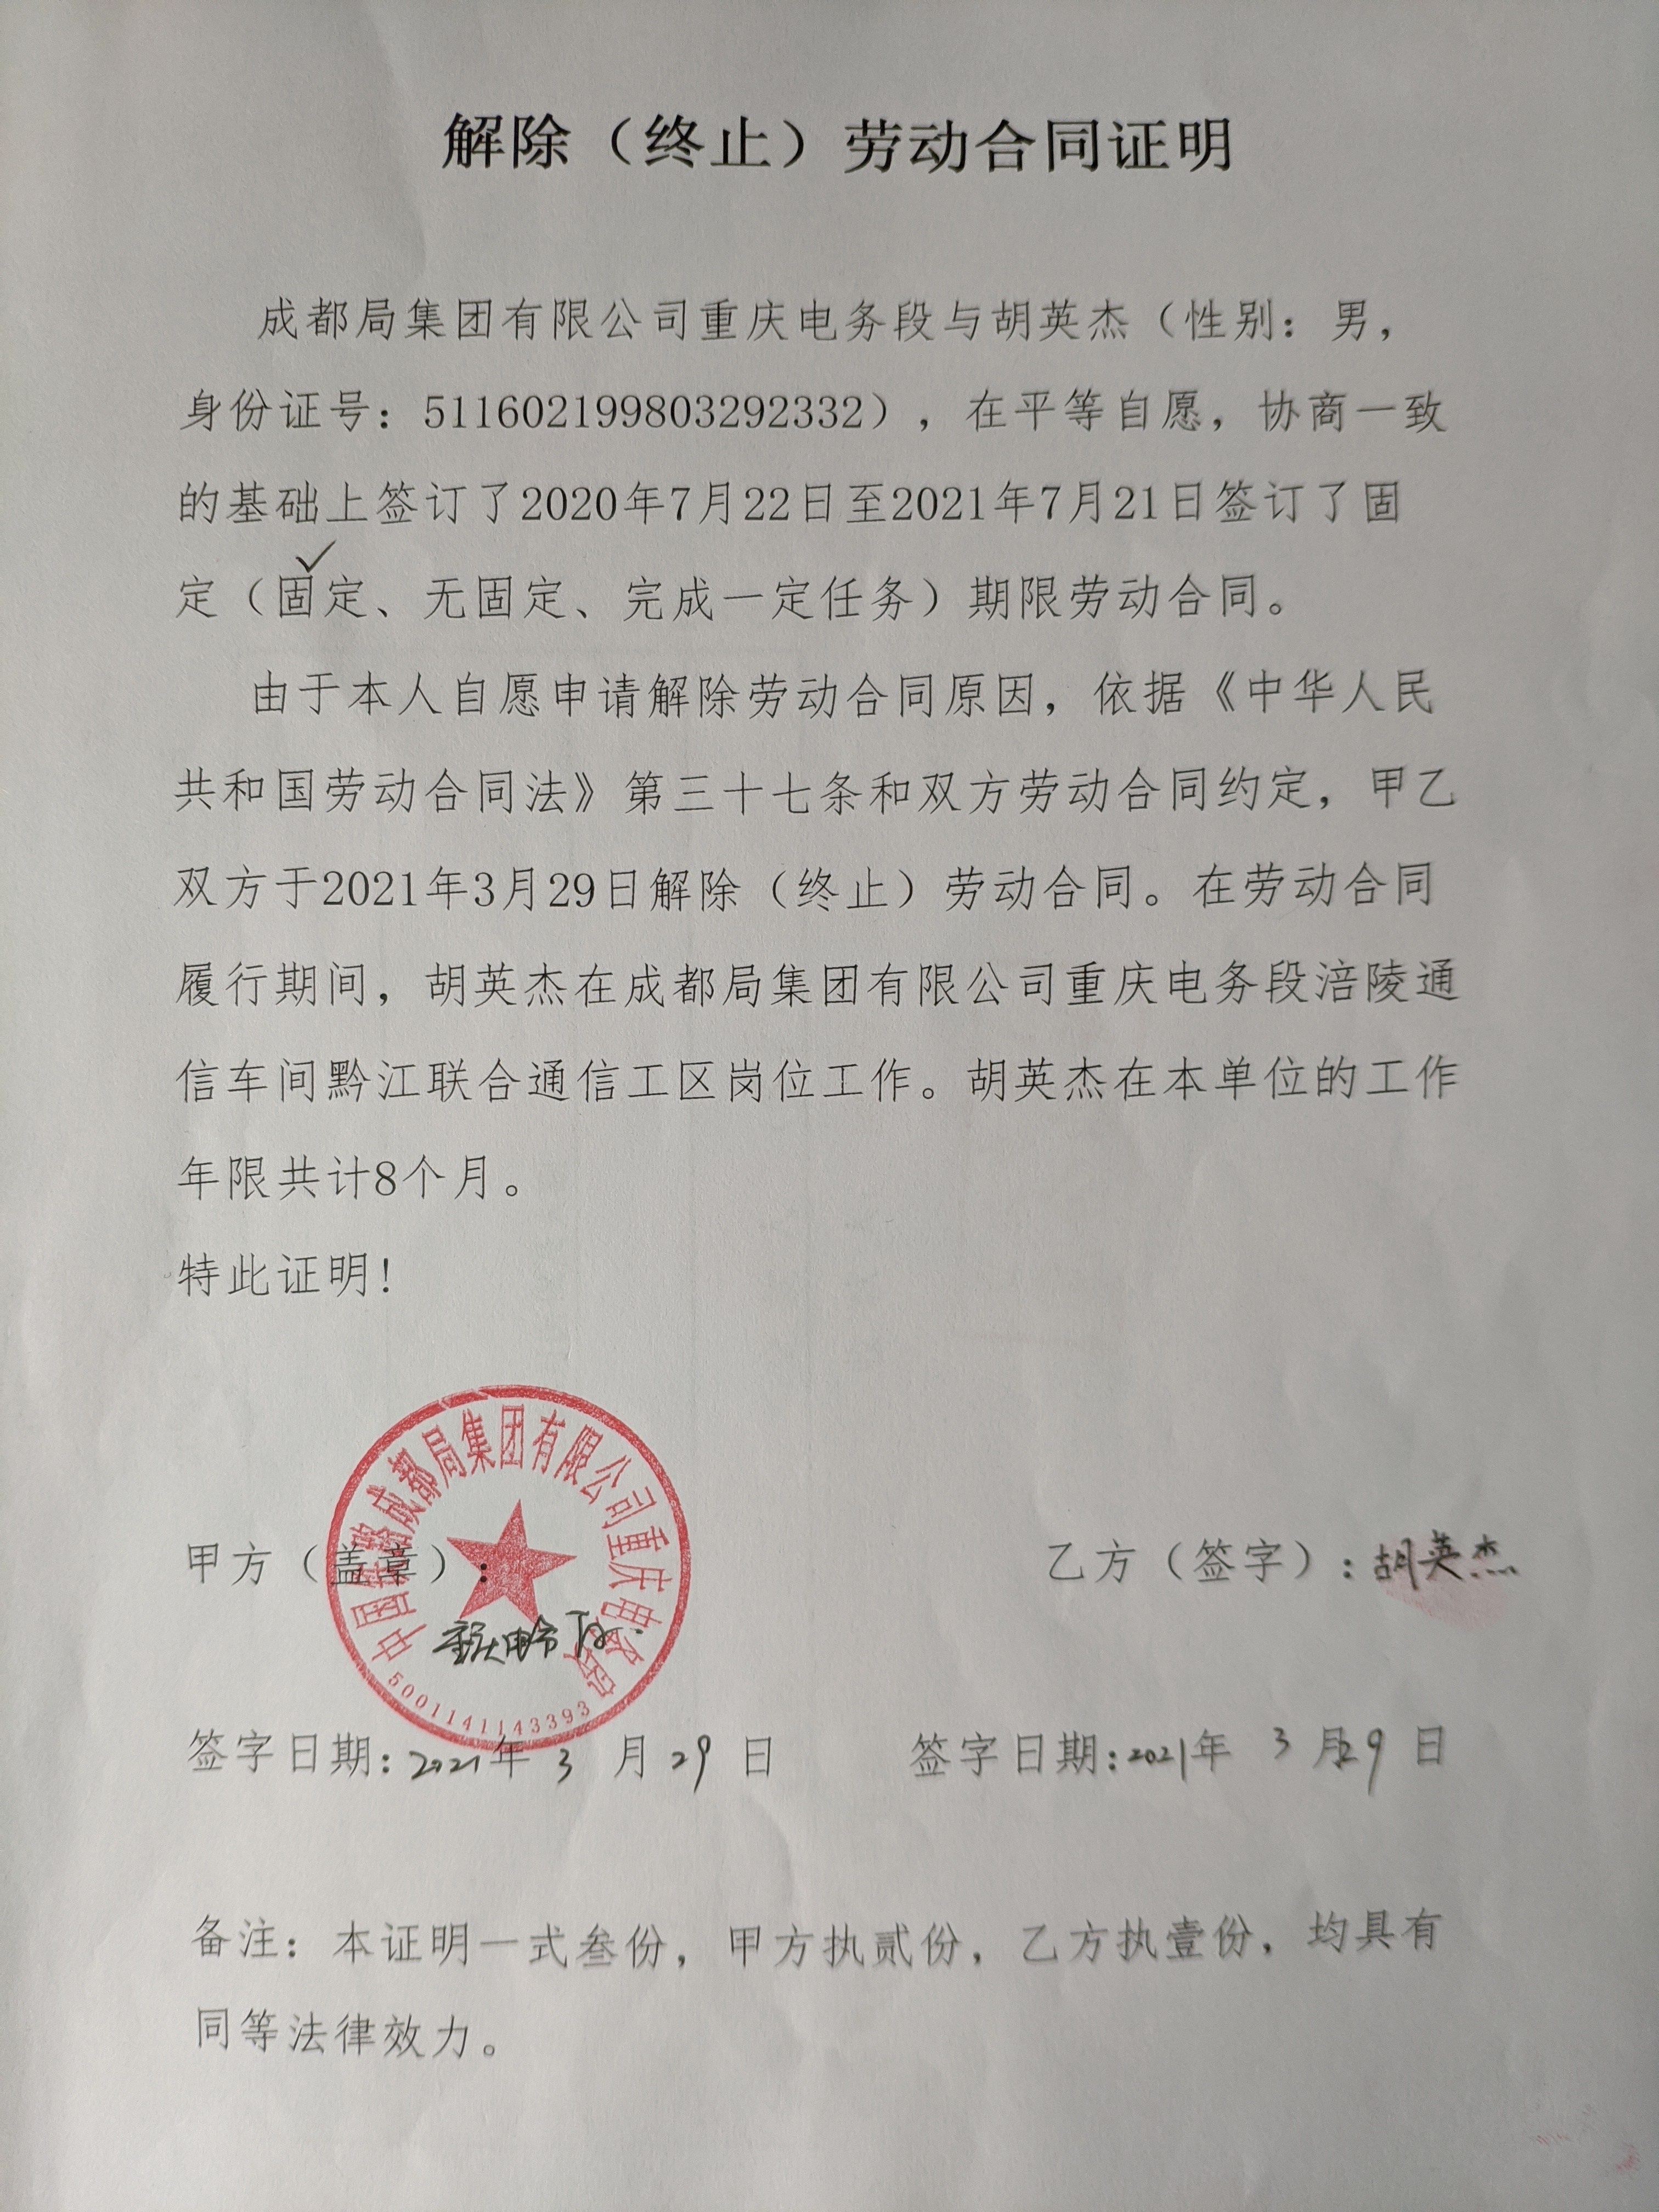 解除（终止）劳动合同证明
成都局集团有限公司重庆电务段与胡英杰（性别：男，
身份证号：511602199803292332），在平等自愿，协商一致
的基础上签订了2020年7月22日至2021年7月21日签订了固
✓
定（固定、无固定、完成一定任务）期限劳动合同。
由于本人自愿申请解除劳动合同原因，依据《中华人民
共和国劳动合同法》第三十七条和双方劳动合同约定，甲乙
双方于2021年3月29日解除（终止）劳动合同。在劳动合同
履行期间，胡英杰在成都局集团有限公司重庆电务段涪陵通
信车间黔江联合通信工区岗位工作。胡英杰在本单位的工作
年限共计8个月。
特此证明！
中国铁路成都局集团有限公司重庆电务段
甲方（盖章）：
乙方（签字）：胡英杰
重庆电务段
5001141143393
签字日期：2021年 3 月 29 日
签字日期：2021年 3 月29 日
备注：本证明一式叁份，甲方执贰份，乙方执壹份，均具有
同等法律效力。